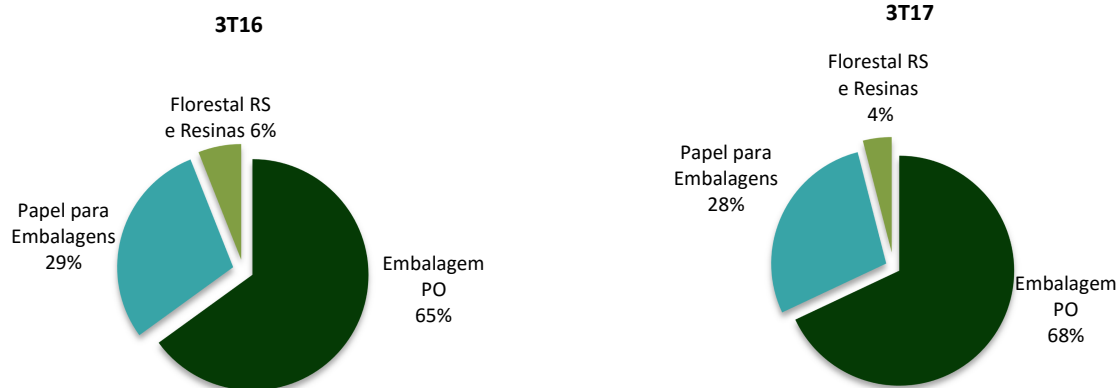 3T16
Florestal RS
e Resinas 6%
Papel para
Embalagens
29%
Embalagem
PO
65%
3T17
Florestal RS
e Resinas
4%
Papel para
Embalagens
28%
Embalagem
PO
68%